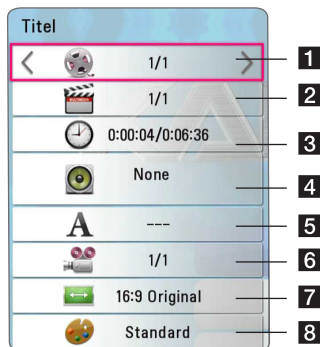 Titel
1/1 1
1/1 2
0:00:04/0:06:36 3
None 4
A --- 5
1/1 6
16:9 Original 7
Standard 8